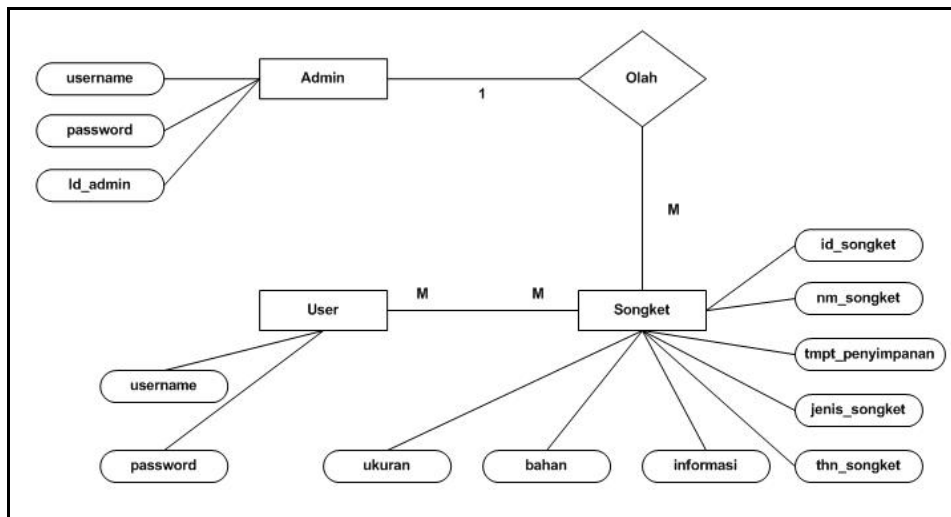 username
Admin
Olah
1
password
Id_admin
M
id_songket
M
M
nm_songket
User
Songket
tmpt_penyimpanan
username
jenis_songket
password
ukuran
bahan
informasi
thn_songket